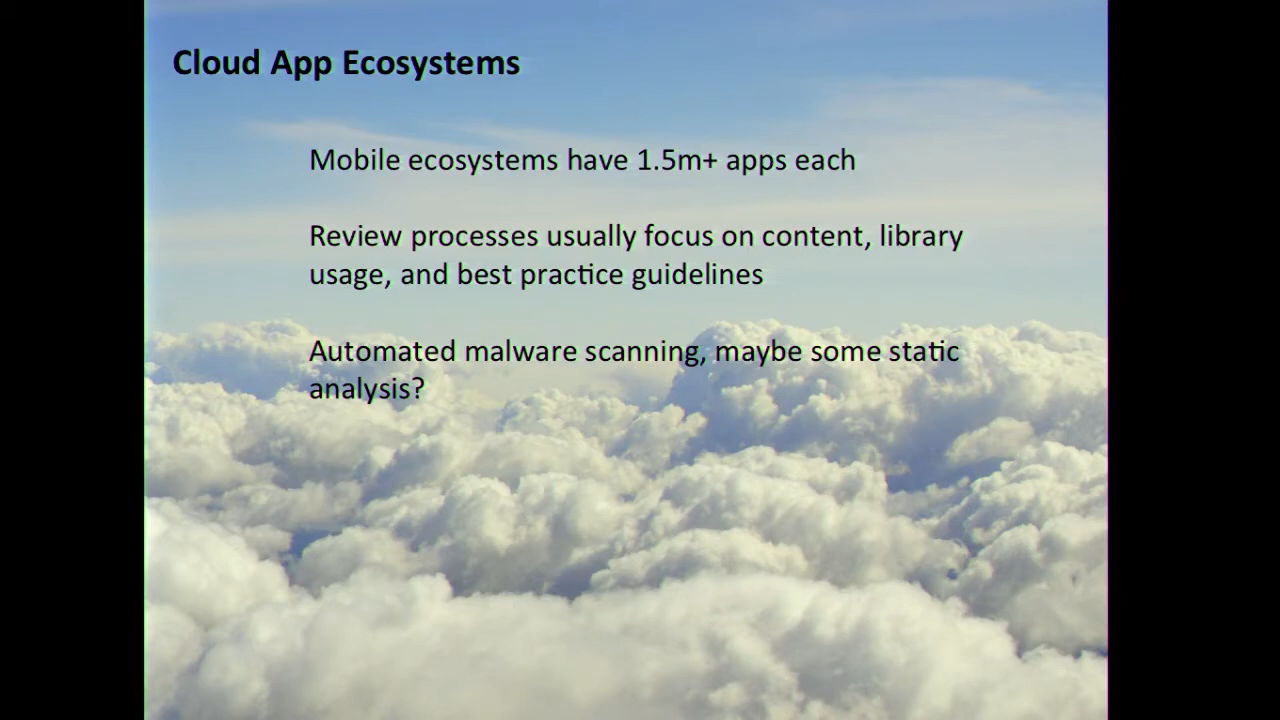 Cloud App Ecosystems
Mobile ecosystems have 1.5m+ apps each
Review processes usually focus on content, library
usage, and best practice guidelines
Automated malware scanning, maybe some static
analysis?